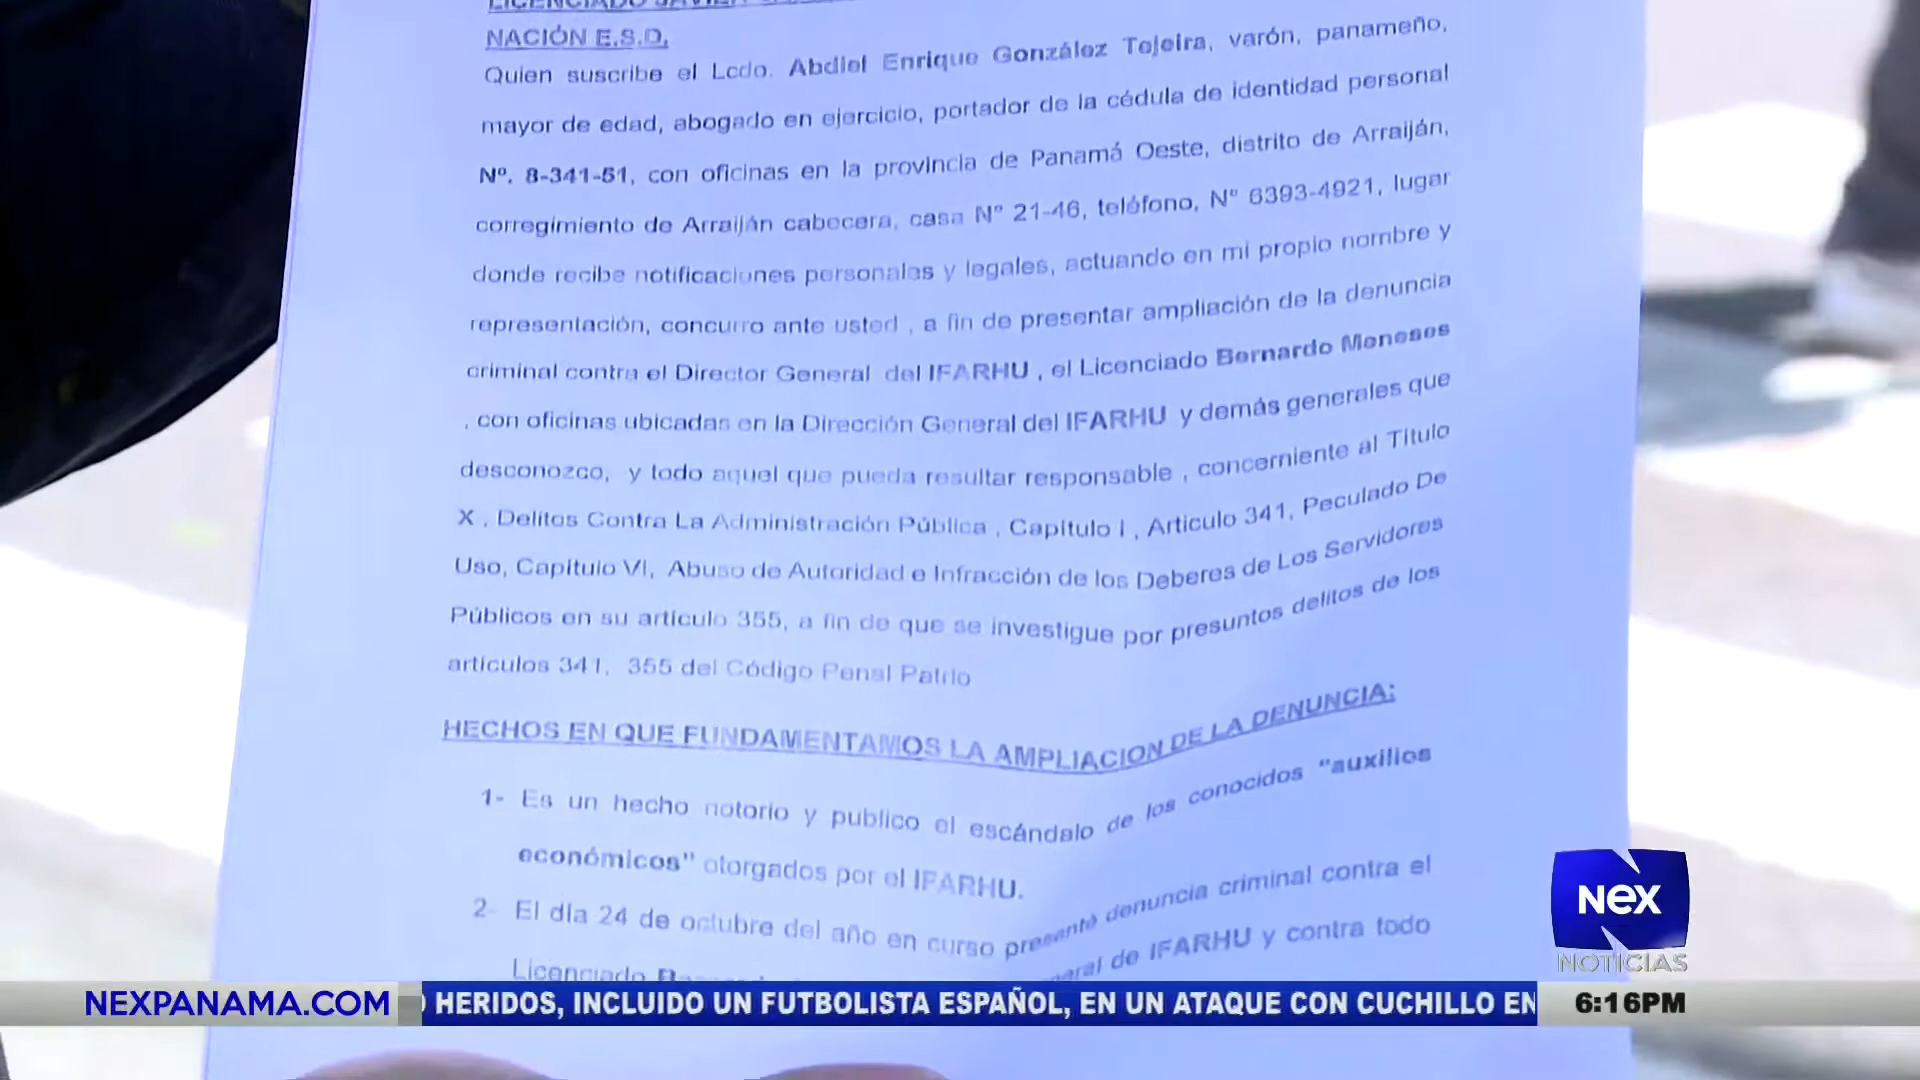 NACIÓN E.S.D.
Quien suscribe el Lcdo. Abdiel Enrique González Tejeira, varón, panameño,
mayor de edad, abogado en ejercicio, portador de la cédula de identidad personal
Nº. 8-341-51, con oficinas en la provincia de Panamá Oeste, distrito de Arraiján,
corregimiento de Arraiján cabecera, casa Nº 21-46, teléfono, Nº 6393-4921, lugar
donde recibe notificaciones personales y legales, actuando en mi propio nombre y
representación, concurro ante usted , a fin de presentar ampliación de la denuncia
criminal contra el Director General del IFARHU , el Licenciado Bernardo Meneses
, con oficinas ubicadas en la Dirección General del IFARHU y demás generales que
desconozco, y todo aquel que pueda resultar responsable , concerniente al Título
X , Delitos Contra La Administración Pública , Capítulo I , Articulo 341, Peculado De
Uso, Capítulo VI, Abuso de Autoridad e Infracción de los Deberes de Los Servidores
Públicos en su artículo 355, a fin de que se investigue por presuntos delitos de los
artículos 341, 355 del Código Penal Patrio
HECHOS EN QUE FUNDAMENTAMOS LA AMPLIACION DE LA DENUNCIA:
1- Es un hecho notorio y publico el escándalo de los conocidos "auxilios
económicos" otorgados por el IFARHU.
2- El día 24 de octubre del año en curso presenté denuncia criminal contra el
Licenciado de IFARHU y contra todo
NEX
NOTICIAS
NEXPANAMA.COM HERIDOS, INCLUIDO UN FUTBOLISTA ESPAÑOL, EN UN ATAQUE CON CUCHILLO EN 6:16PM